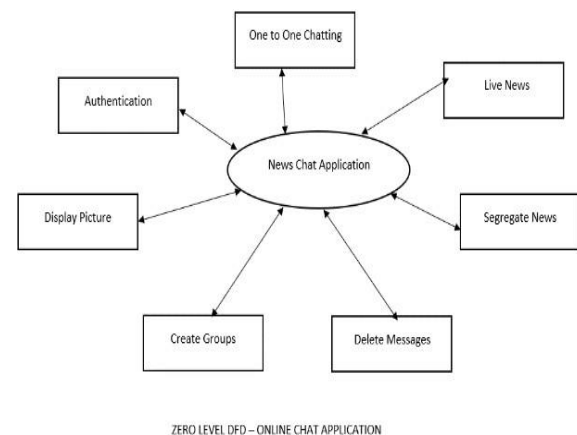 One to One Chatting
Live News
Authentication
News Chat Application
Display Picture
Segregate News
Create Groups
Delete Messages
ZERO LEVEL DFD – ONLINE CHAT APPLICATION